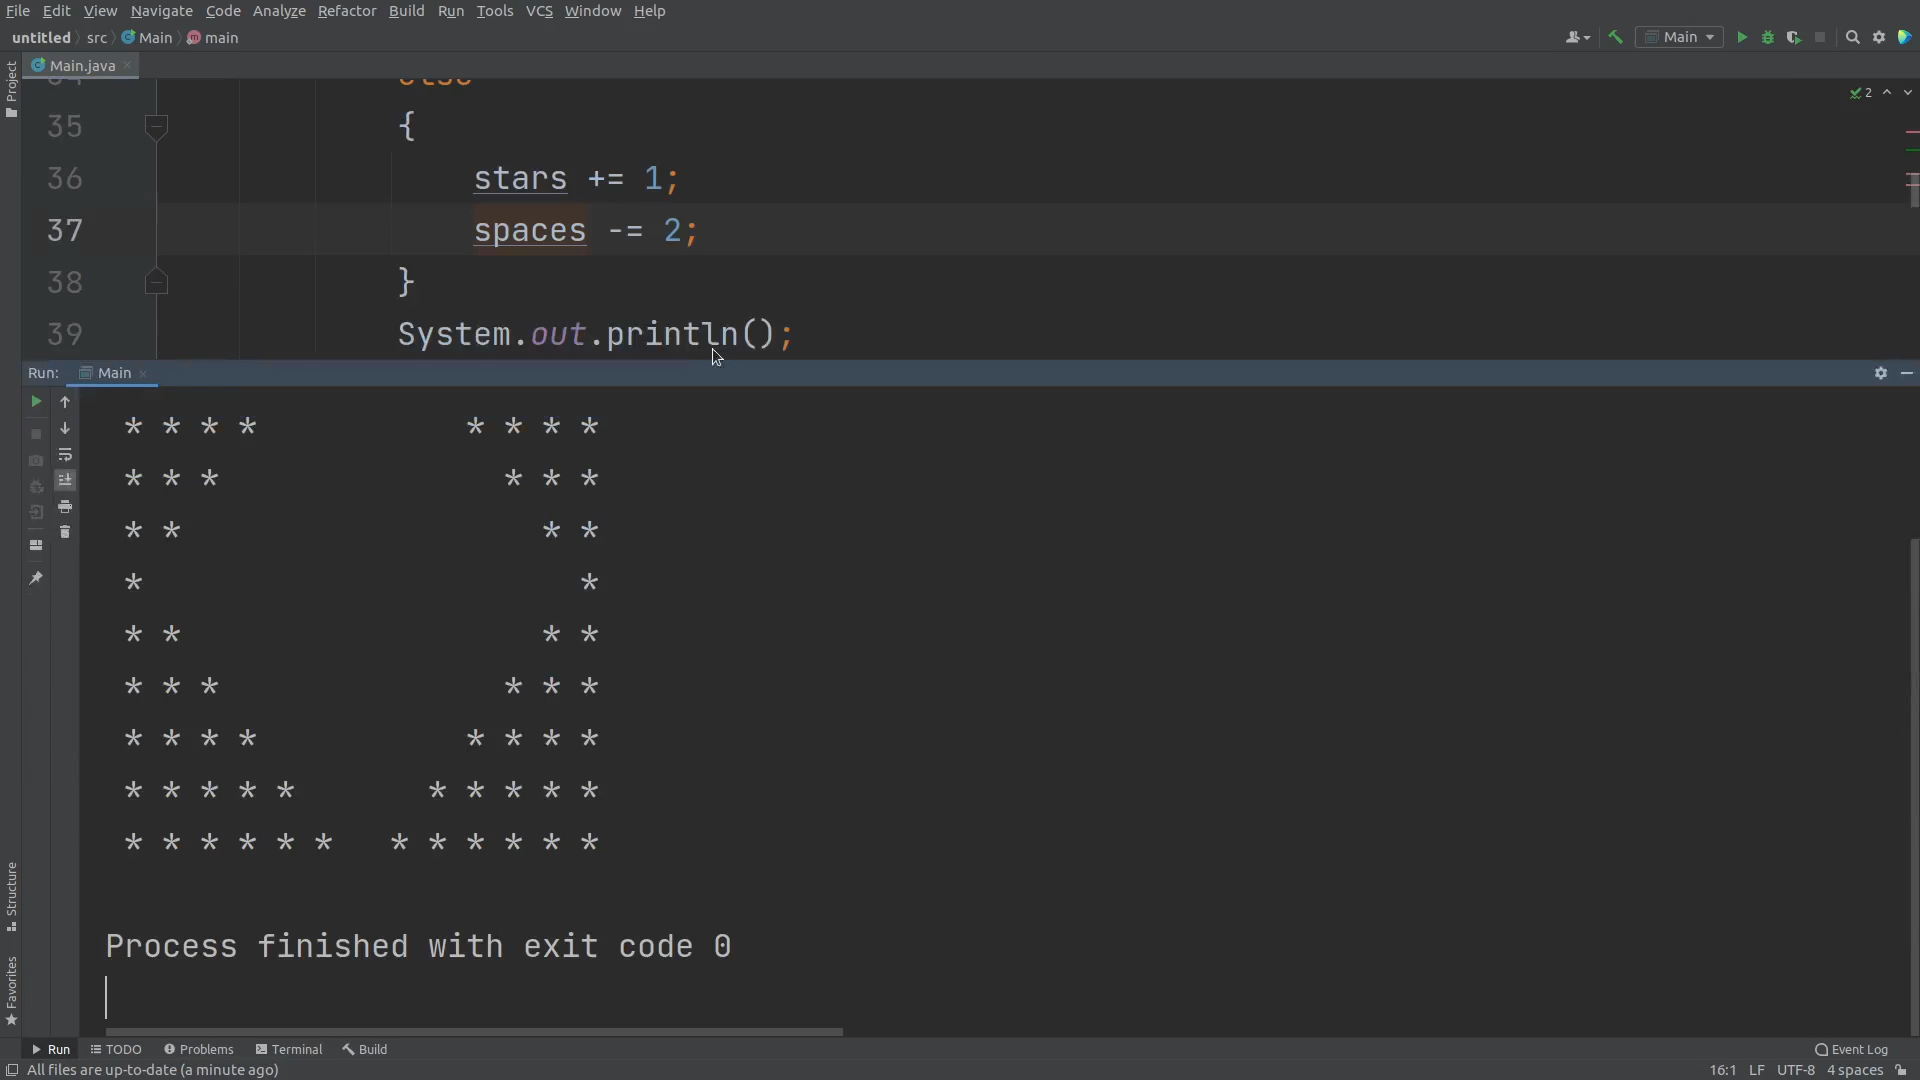 File Edit View Navigate Code Analyze Refactor Build Run Tools VCS Window Help
untitled src Main main Main
Project Main.java
else 2
35 {
36 stars += 1;
37 spaces -= 2;
38 }
39 System.out.println();
Run: Main
* * * *             * * * *
* * *                 * * *
* *                     * *
*                         *
* *                     * *
* * *                 * * *
* * * *             * * * *
* * * * *         * * * * *
* * * * * *     * * * * * *
Structure
Process finished with exit code 0
Favorites
Run TODO Problems Terminal Build Event Log
All files are up-to-date (a minute ago) 16:1 LF UTF-8 4 spaces